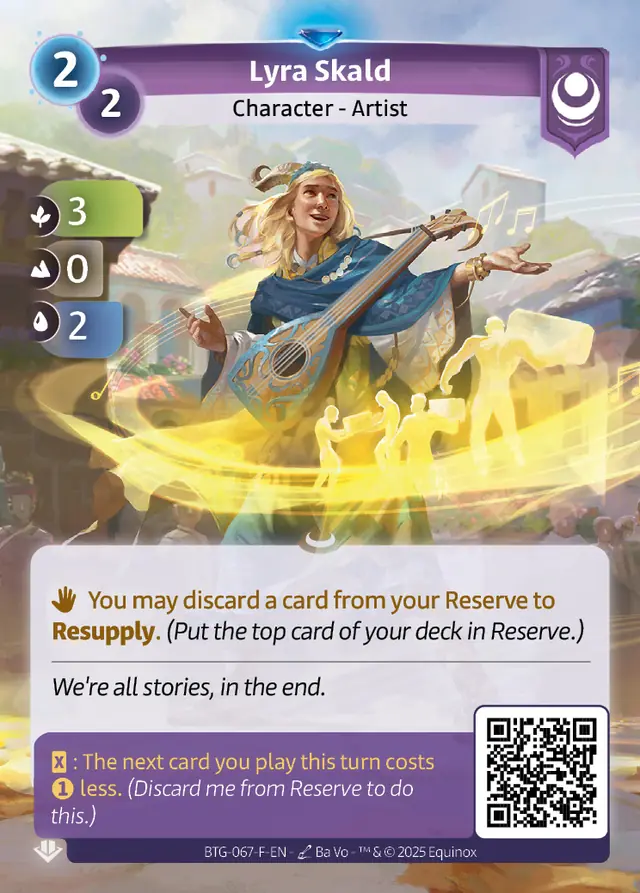 2
Lyra Skald
2
Character - Artist
3
0
2
You may discard a card from your Reserve to
Resupply. (Put the top card of your deck in Reserve.)
We're all stories, in the end.
X : The next card you play this turn costs
1 less. (Discard me from Reserve to do
this.)
BTG-067-F-EN - Ba Vo - ™ & © 2025 Equinox